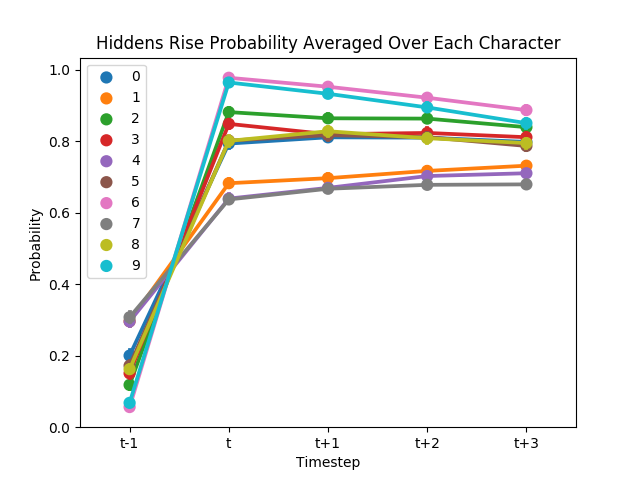 Hiddens Rise Probability Averaged Over Each Character
1.0
0.8
0.6
0.4
0.2
0.0
Probability
0
1
2
3
4
5
6
7
8
9
t-1
t
t+1
t+2
t+3
Timestep